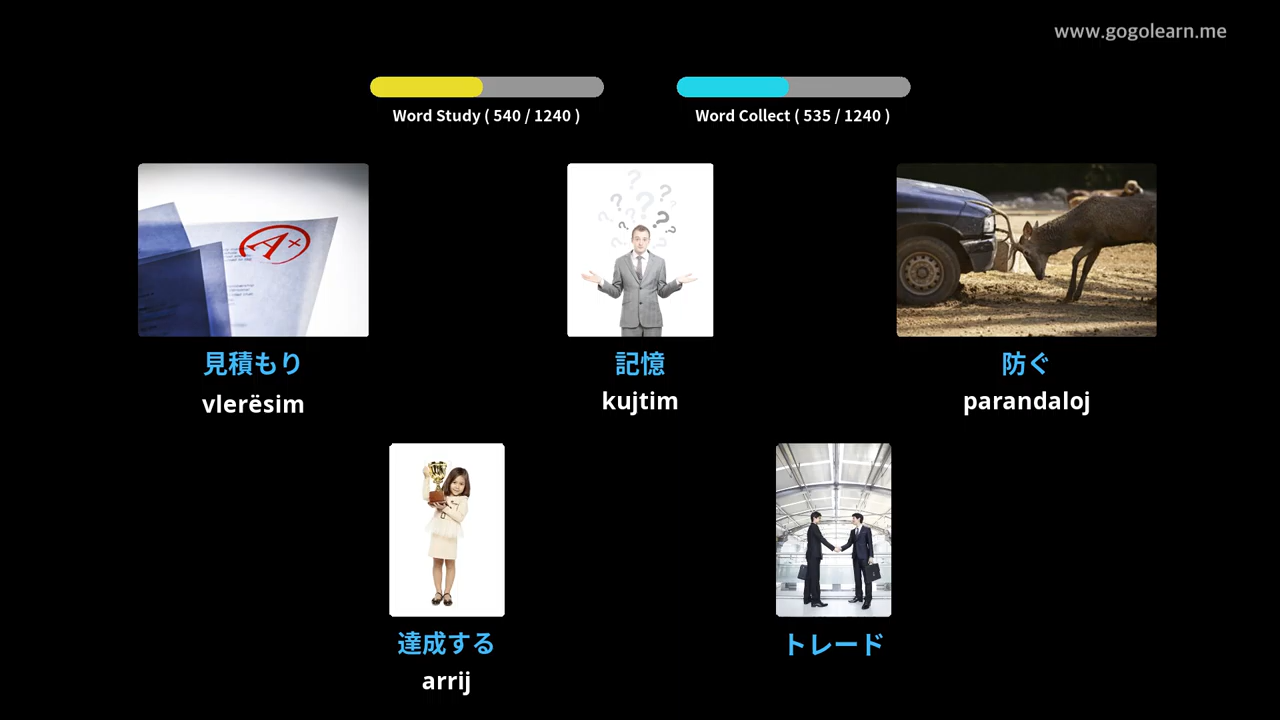 www.gogolearn.me
Word Study ( 540 / 1240 )
Word Collect ( 535 / 1240 )
A+
見積もり
vlerësim
記憶
kujtim
防ぐ
parandaloj
達成する
arrij
トレード